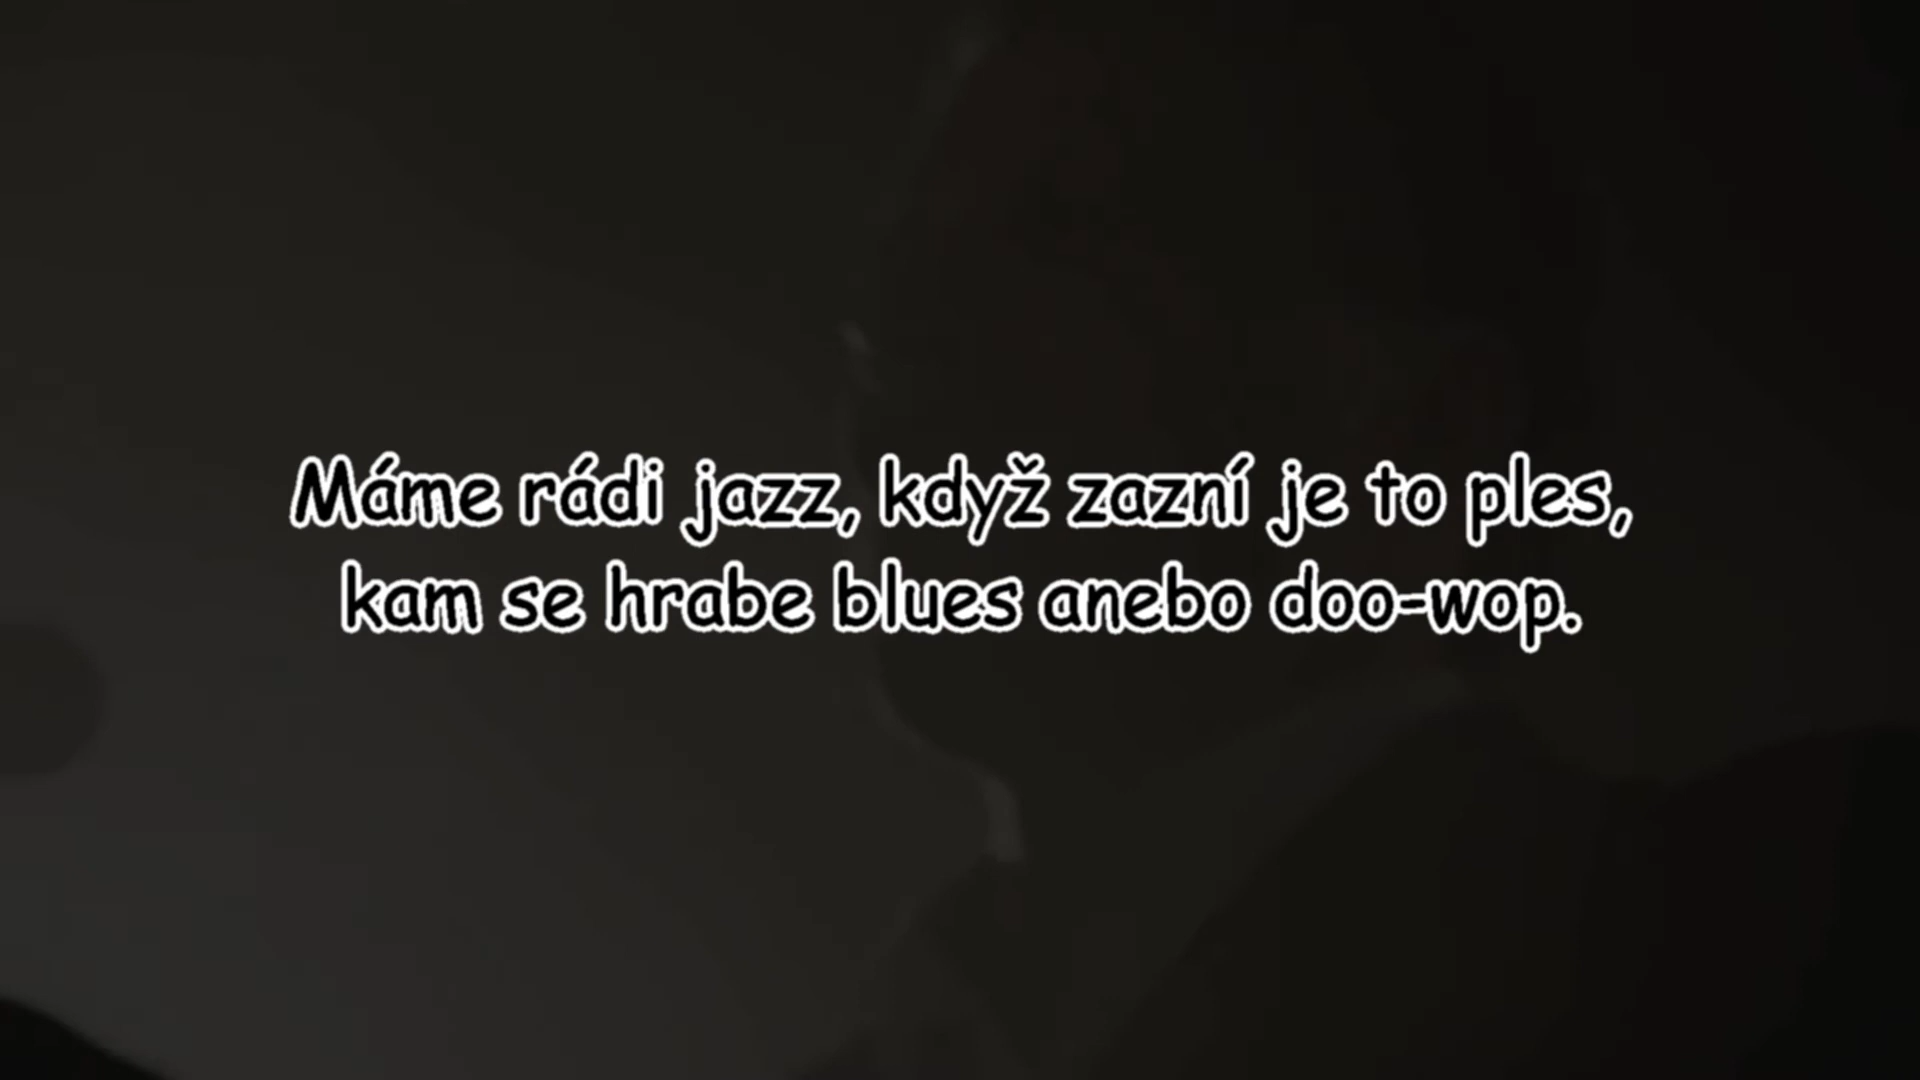 Máme rádi jazz, když zazní je to ples,
kam se hrabe blues anebo doo-wop.